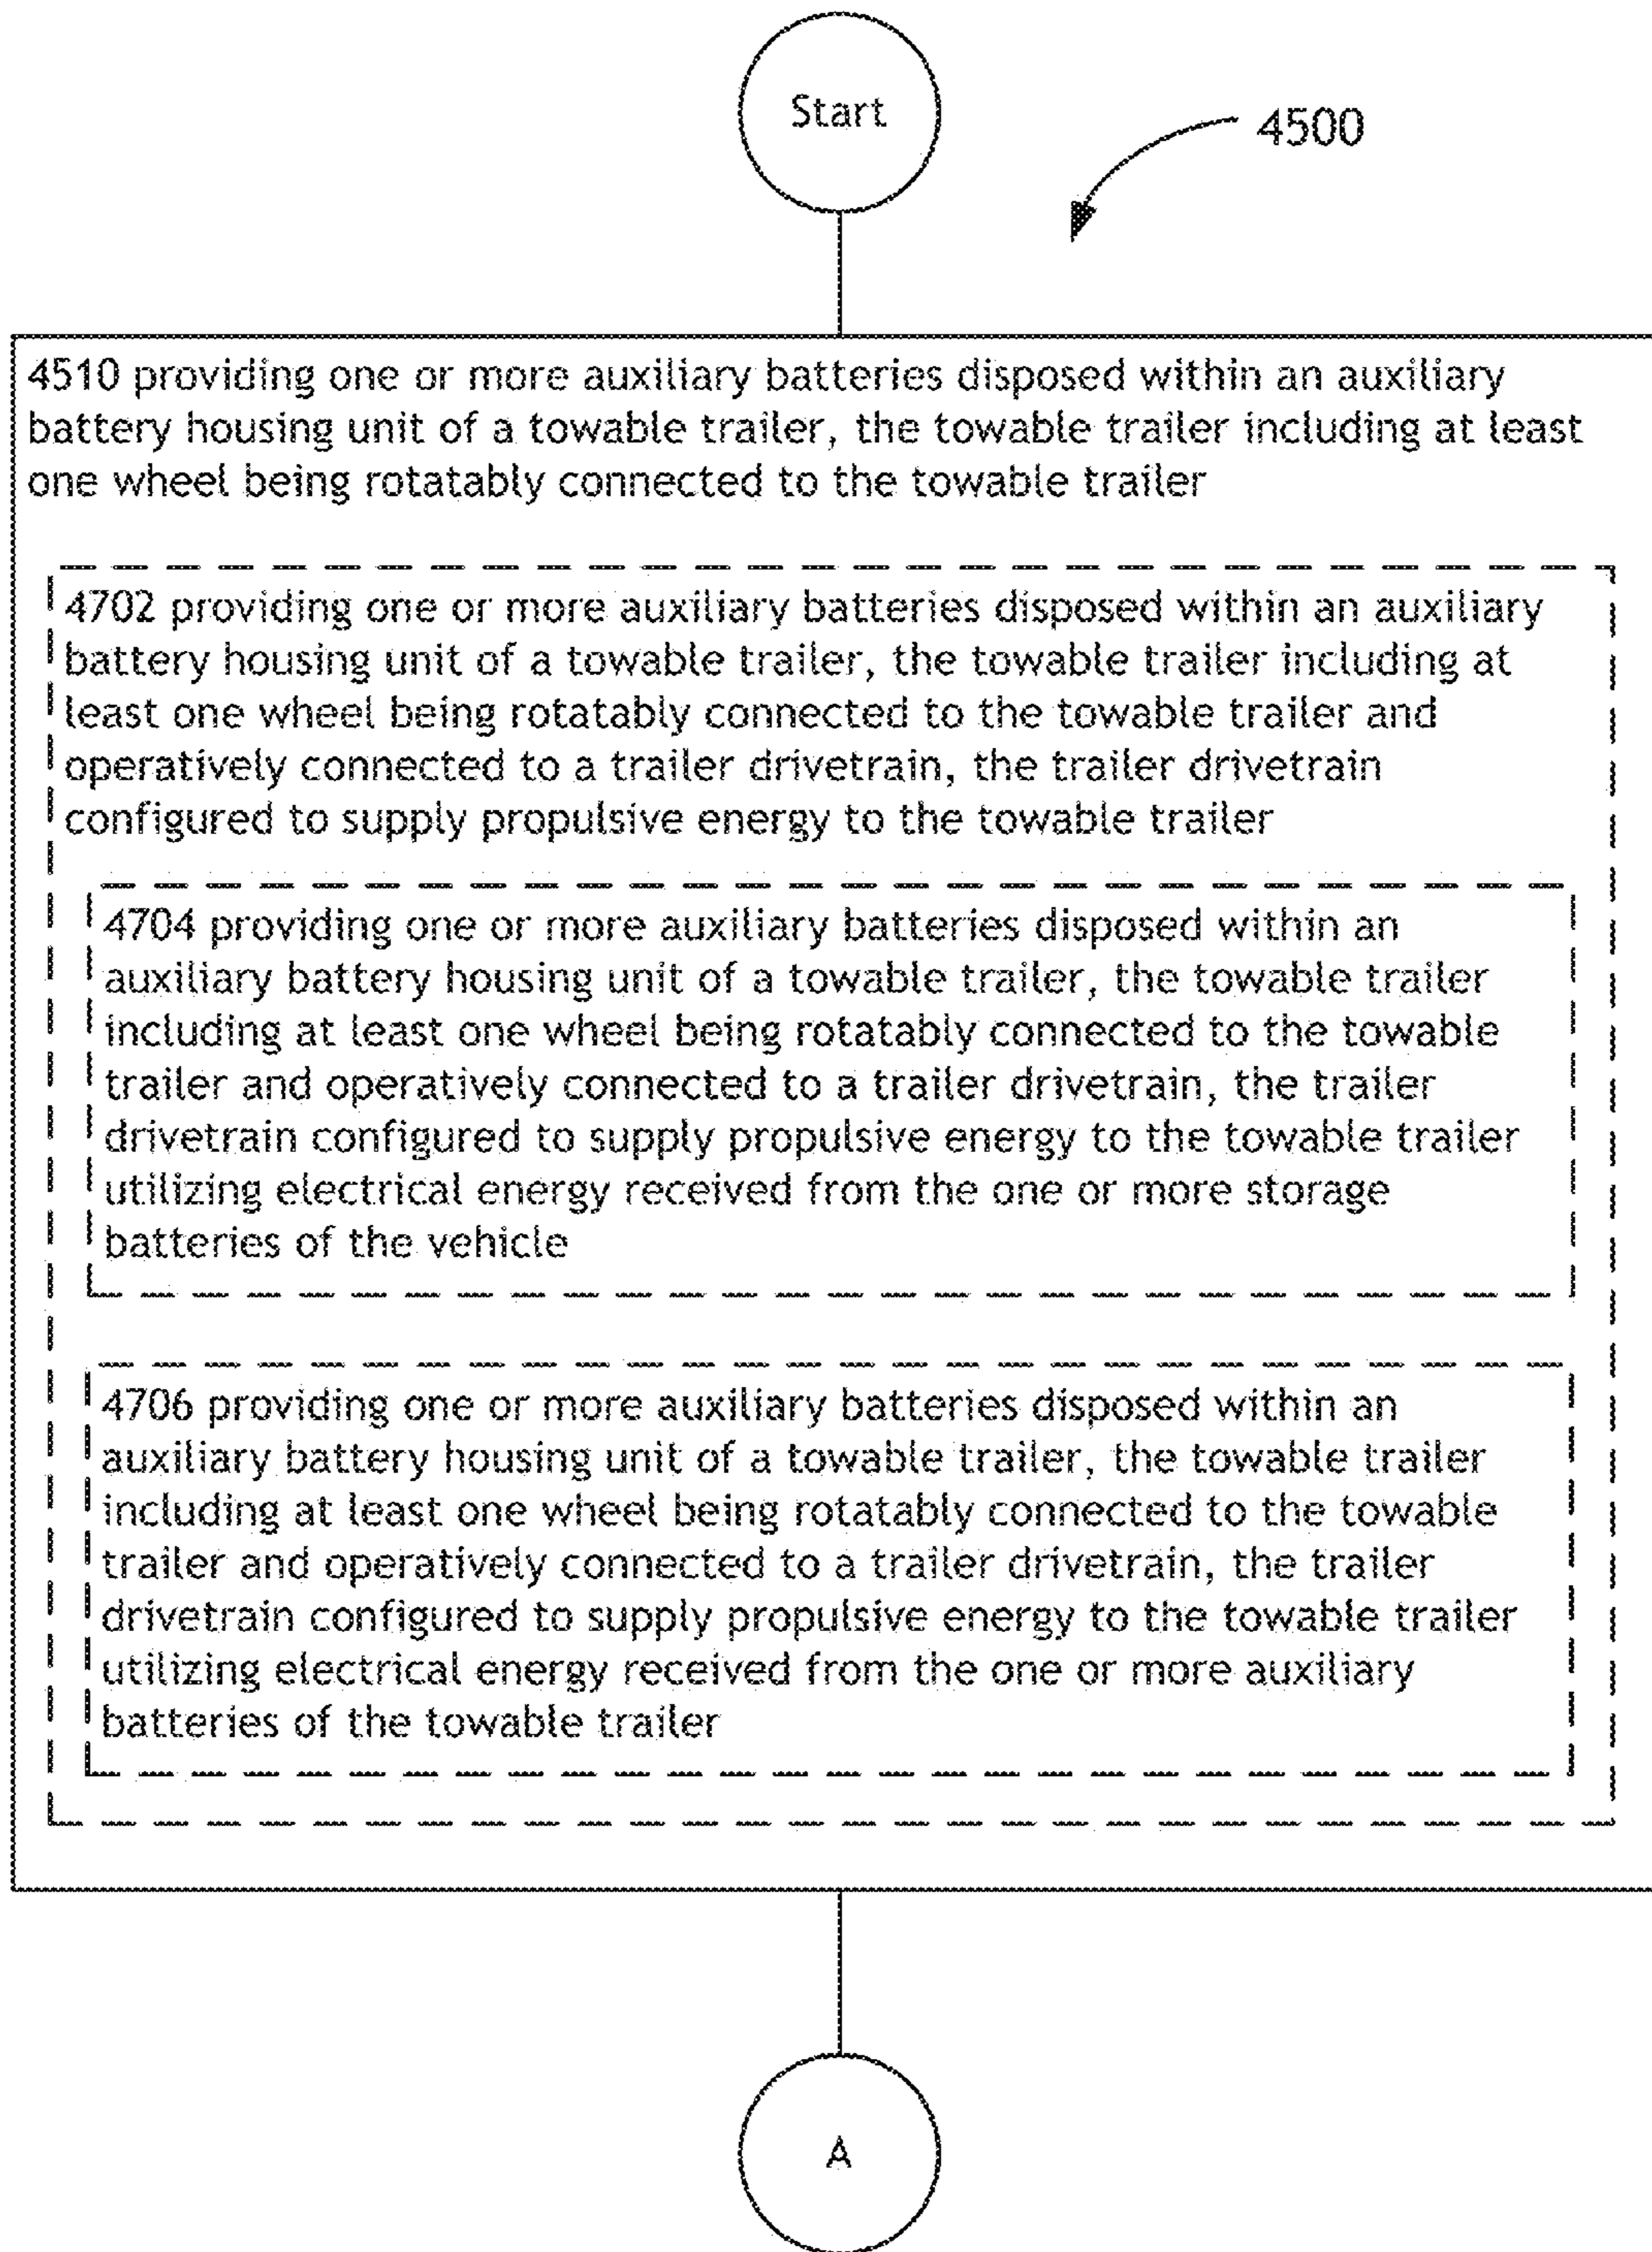 Start
4500
4510 providing one or more auxiliary batteries disposed within an auxiliary
battery housing unit of a towable trailer, the towable trailer including at least
one wheel being rotatably connected to the towable trailer
4702 providing one or more auxiliary batteries disposed within an auxiliary
battery housing unit of a towable trailer, the towable trailer including at
least one wheel being rotatably connected to the towable trailer and
operatively connected to a trailer drivetrain, the trailer drivetrain
configured to supply propulsive energy to the towable trailer
4704 providing one or more auxiliary batteries disposed within an
auxiliary battery housing unit of a towable trailer, the towable trailer
including at least one wheel being rotatably connected to the towable
trailer and operatively connected to a trailer drivetrain, the trailer
drivetrain configured to supply propulsive energy to the towable trailer
utilizing electrical energy received from the one or more storage
batteries of the vehicle
4706 providing one or more auxiliary batteries disposed within an
auxiliary battery housing unit of a towable trailer, the towable trailer
including at least one wheel being rotatably connected to the towable
trailer and operatively connected to a trailer drivetrain, the trailer
drivetrain configured to supply propulsive energy to the towable trailer
utilizing electrical energy received from the one or more auxiliary
batteries of the towable trailer
A